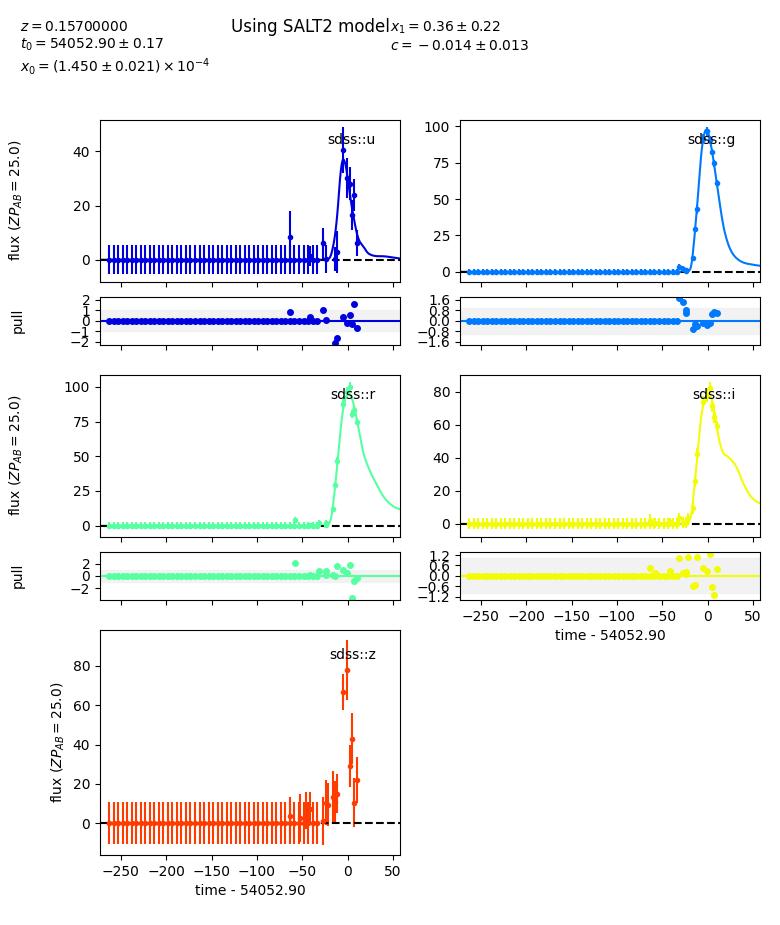 z = 0.15700000
Using SALT2 model
x₁ = 0.36 ± 0.22
t₀ = 54052.90 ± 0.17
c = −0.014 ± 0.013
x₀ = (1.450 ± 0.021) × 10⁻⁴
sdss::u
flux (ZP_AB = 25.0)
40
20
0
pull
2
1
0
−1
−2
sdss::g
100
75
50
25
0
1.6
0.8
0.0
−0.8
−1.6
sdss::r
flux (ZP_AB = 25.0)
100
75
50
25
0
pull
2
0
−2
sdss::i
80
60
40
20
0
1.2
0.6
0.0
−0.6
−1.2
−250 −200 −150 −100 −50 0 50
time - 54052.90
sdss::z
flux (ZP_AB = 25.0)
80
60
40
20
0
−250 −200 −150 −100 −50 0 50
time - 54052.90